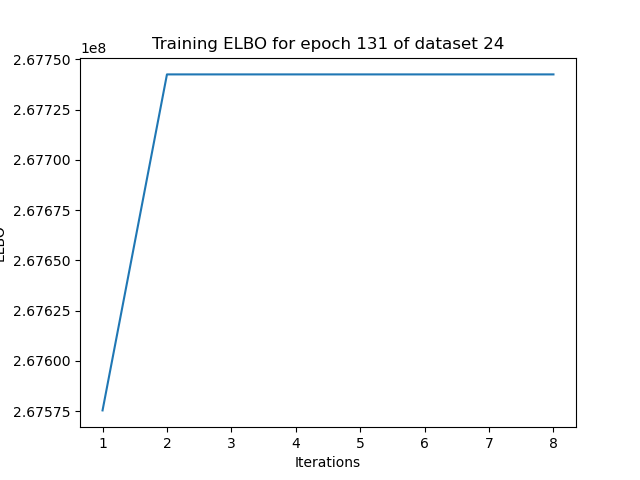 Training ELBO for epoch 131 of dataset 24
1e8
2.67750
2.67725
2.67700
2.67675
2.67650
2.67625
2.67600
2.67575
ELBO
1 2 3 4 5 6 7 8
Iterations